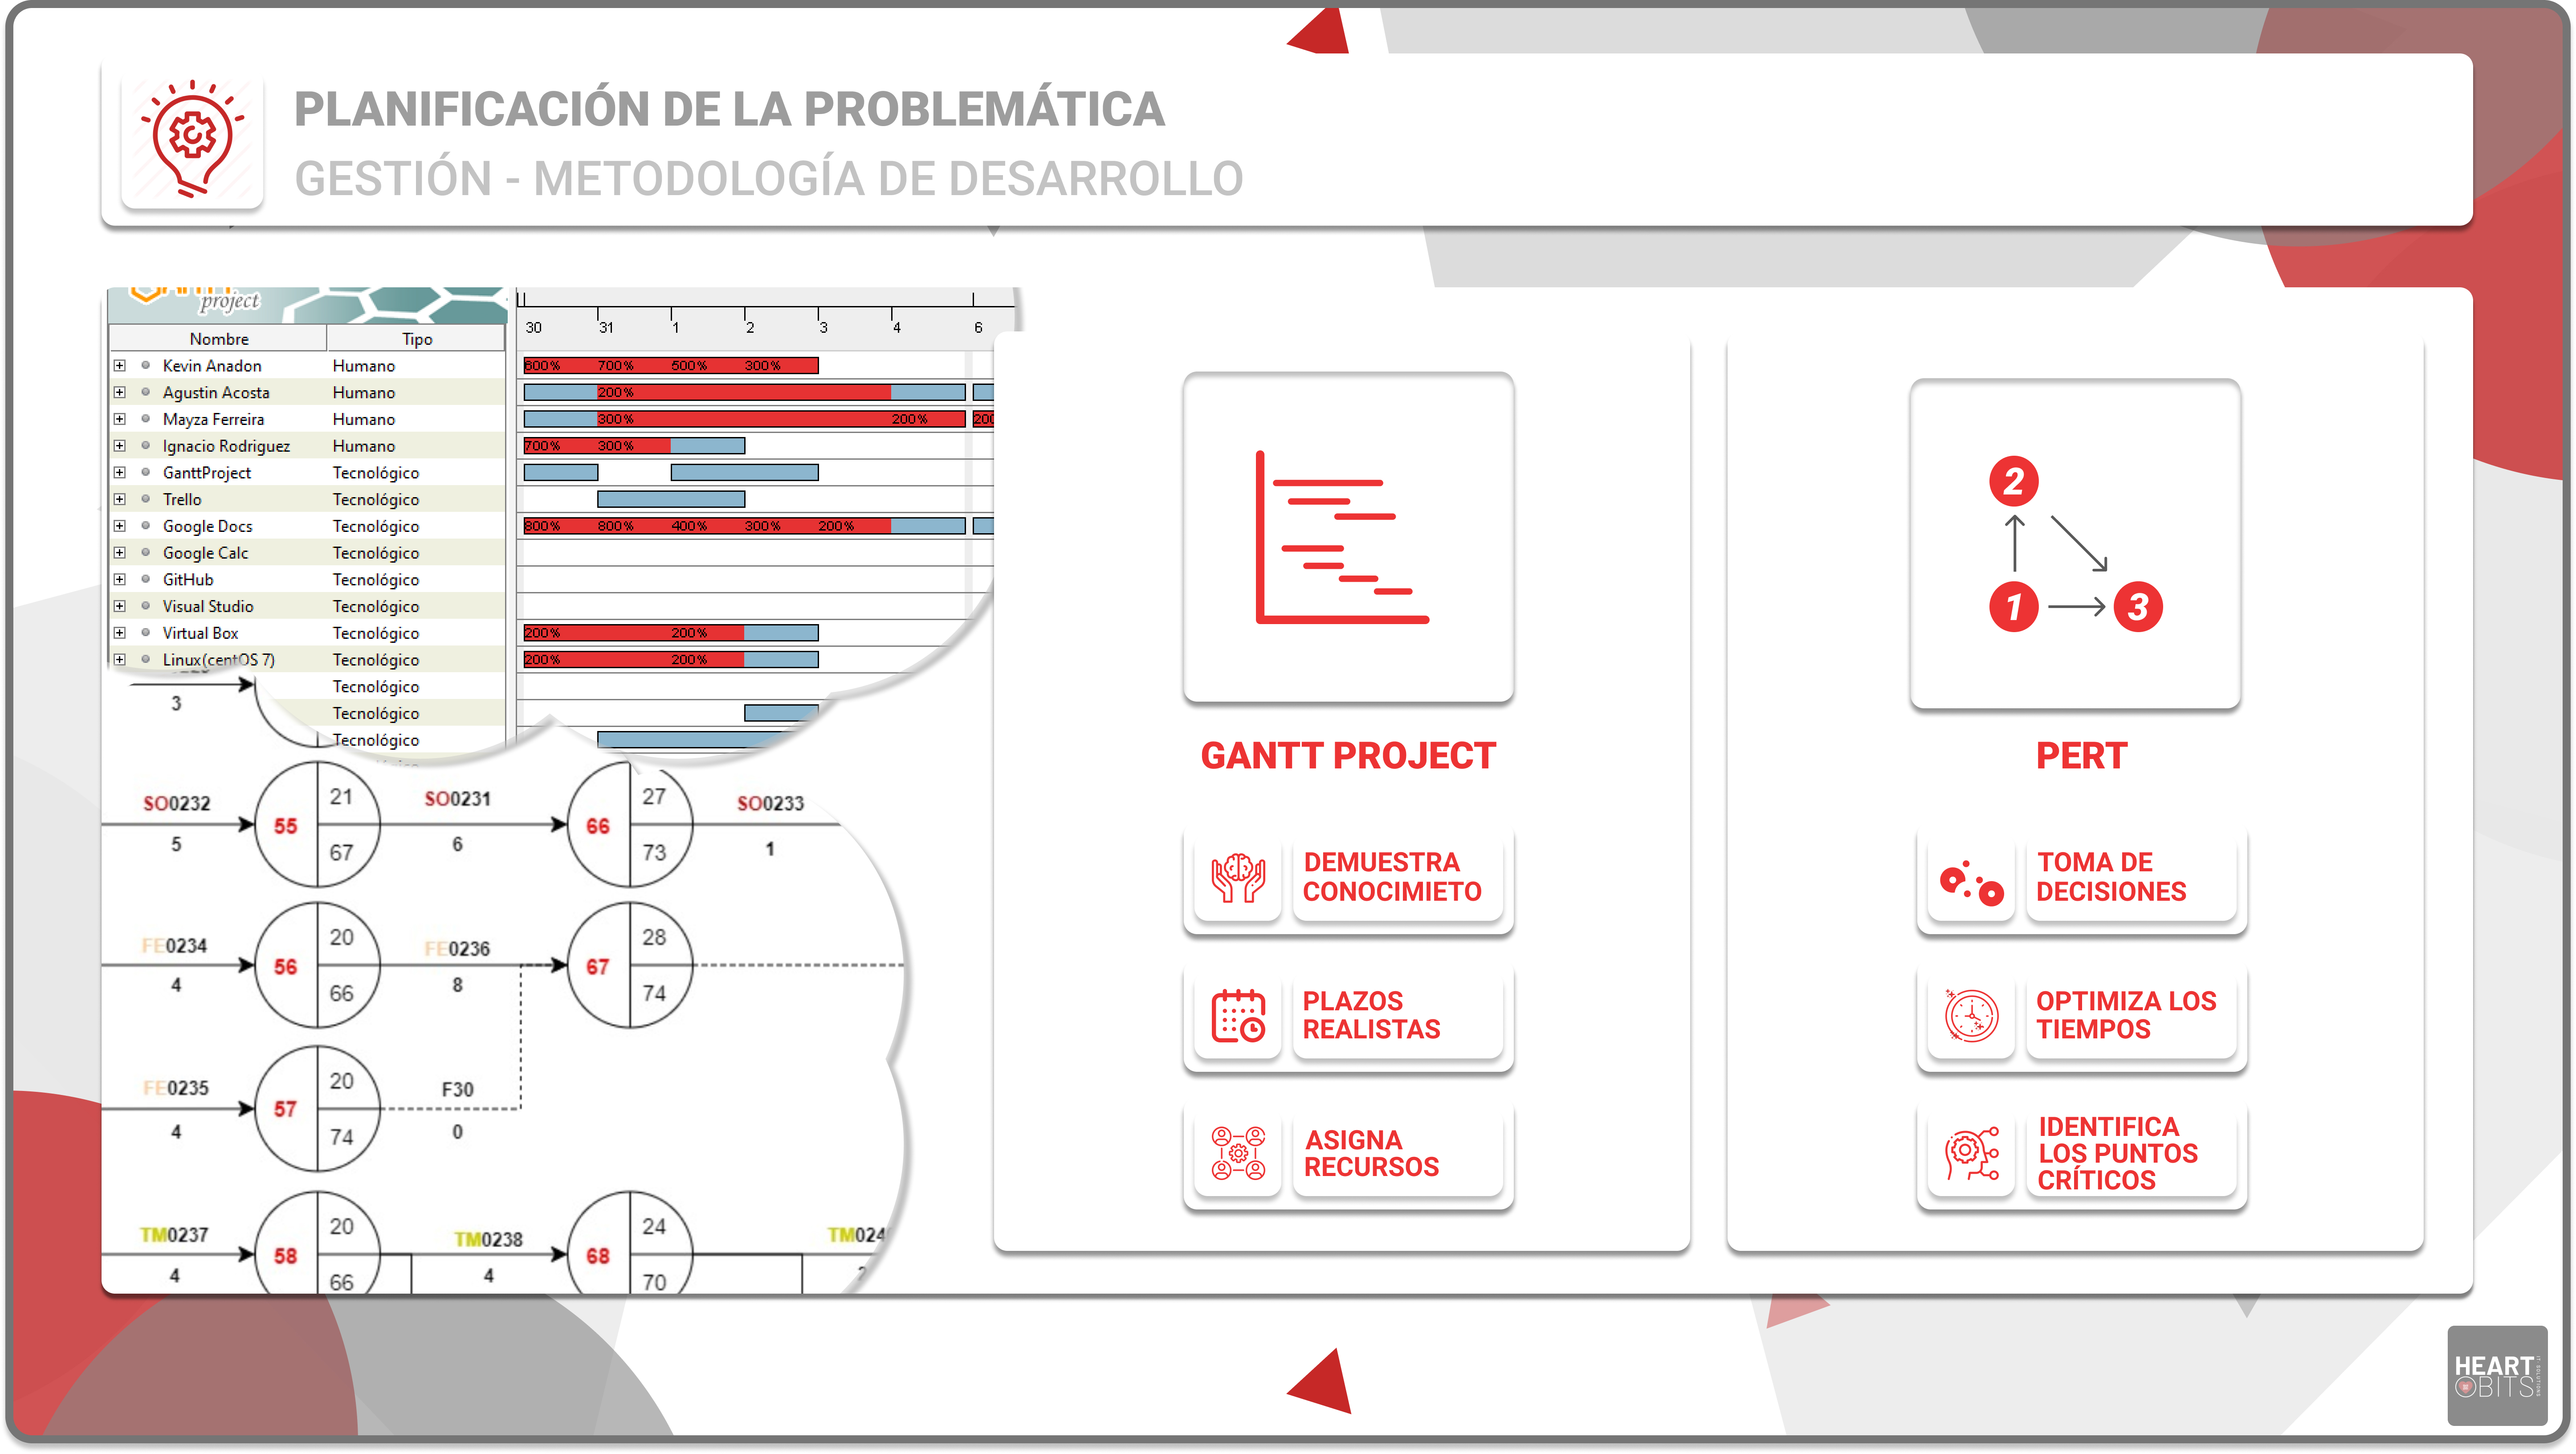 PLANIFICACIÓN DE LA PROBLEMÁTICA
GESTIÓN - METODOLOGÍA DE DESARROLLO
project
Nombre Tipo
30 31 1 2 3 4 6
Kevin Anadon Humano 600% 700% 500% 300%
Agustin Acosta Humano 200%
Mayza Ferreira Humano 300% 200% 200
Ignacio Rodriguez Humano 700% 300%
GanttProject Tecnológico
Trello Tecnológico
Google Docs Tecnológico 800% 800% 400% 300% 200%
Google Calc Tecnológico
GitHub Tecnológico
Visual Studio Tecnológico
Virtual Box Tecnológico 200% 200%
Linux(centOS 7) Tecnológico 200% 200%
Tecnológico
Tecnológico
Tecnológico
3
SO0232 5 55 21 67 SO0231 6 66 27 73 SO0233 1
FE0234 4 56 20 66 FE0236 8 67 28 74
FE0235 4 57 20 74 F30 0
TM0237 4 58 20 66 TM0238 4 68 24 70 TM024
GANTT PROJECT
DEMUESTRA
CONOCIMIETO
PLAZOS
REALISTAS
ASIGNA
RECURSOS
2
1 3
PERT
TOMA DE
DECISIONES
OPTIMIZA LOS
TIEMPOS
IDENTIFICA
LOS PUNTOS
CRÍTICOS
HEART
BITS